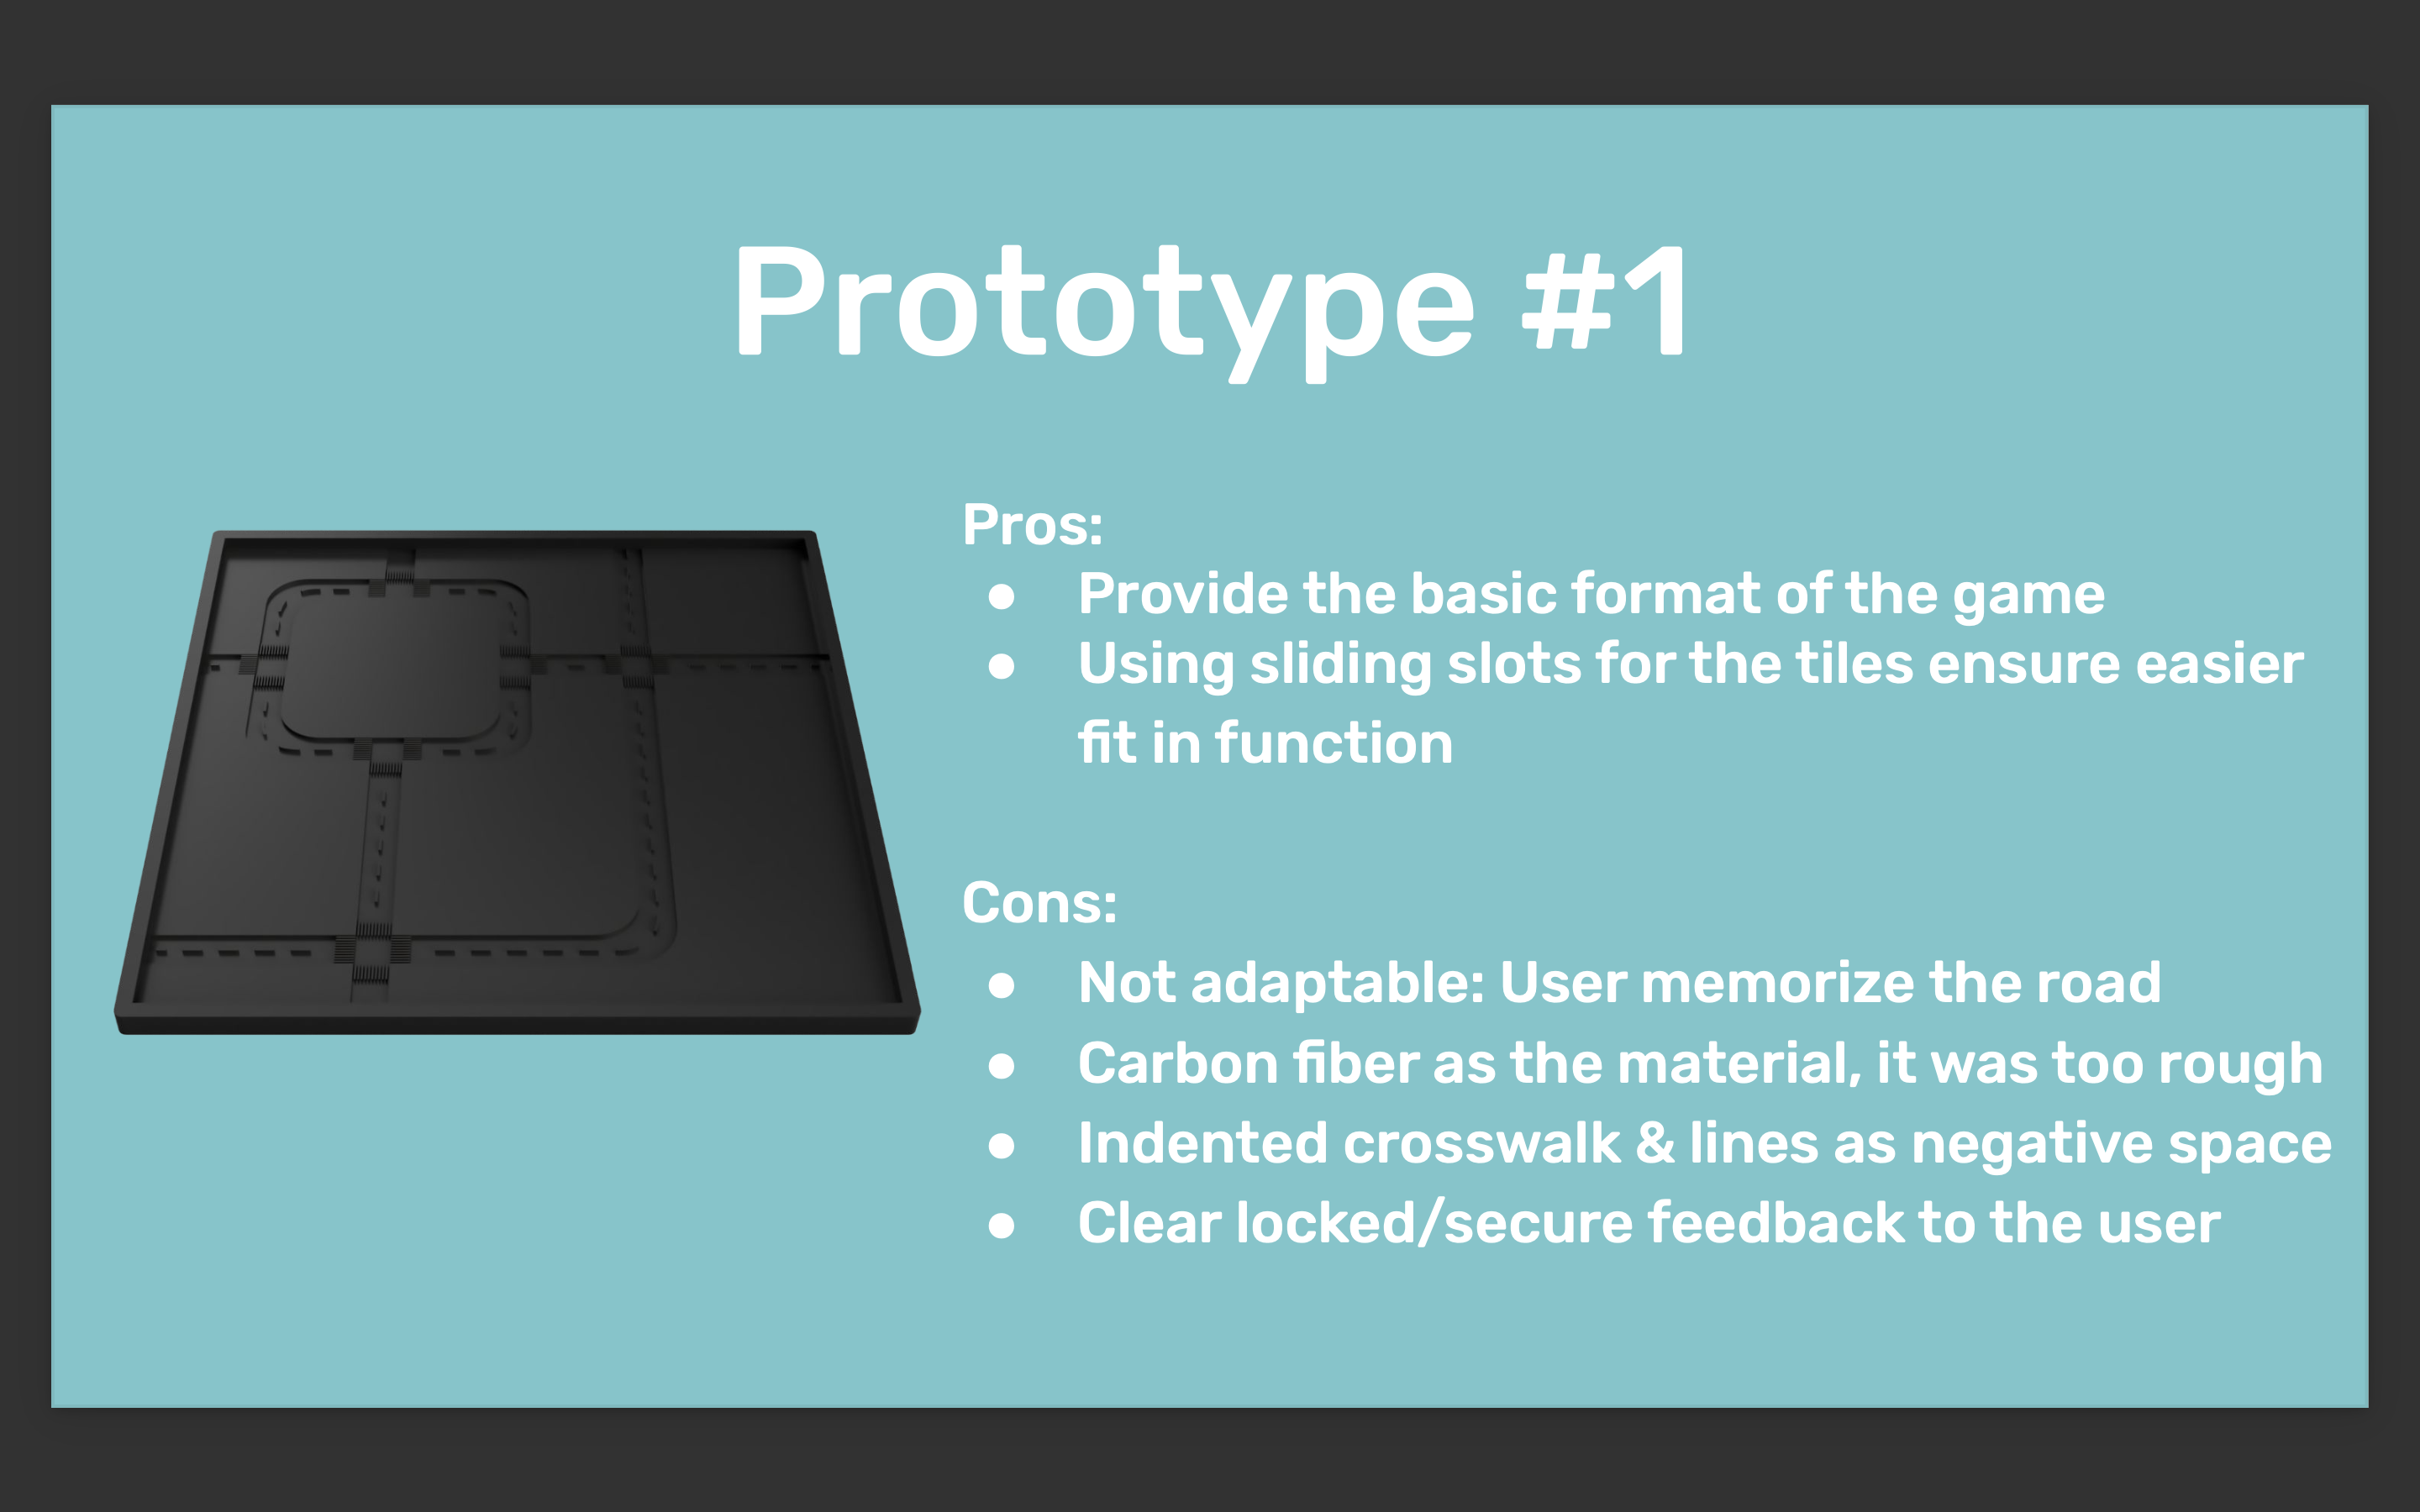 Prototype #1
Pros:
● Provide the basic format of the game
● Using sliding slots for the tiles ensure easier
fit in function
Cons:
● Not adaptable: User memorize the road
● Carbon fiber as the material, it was too rough
● Indented crosswalk & lines as negative space
● Clear locked/secure feedback to the user